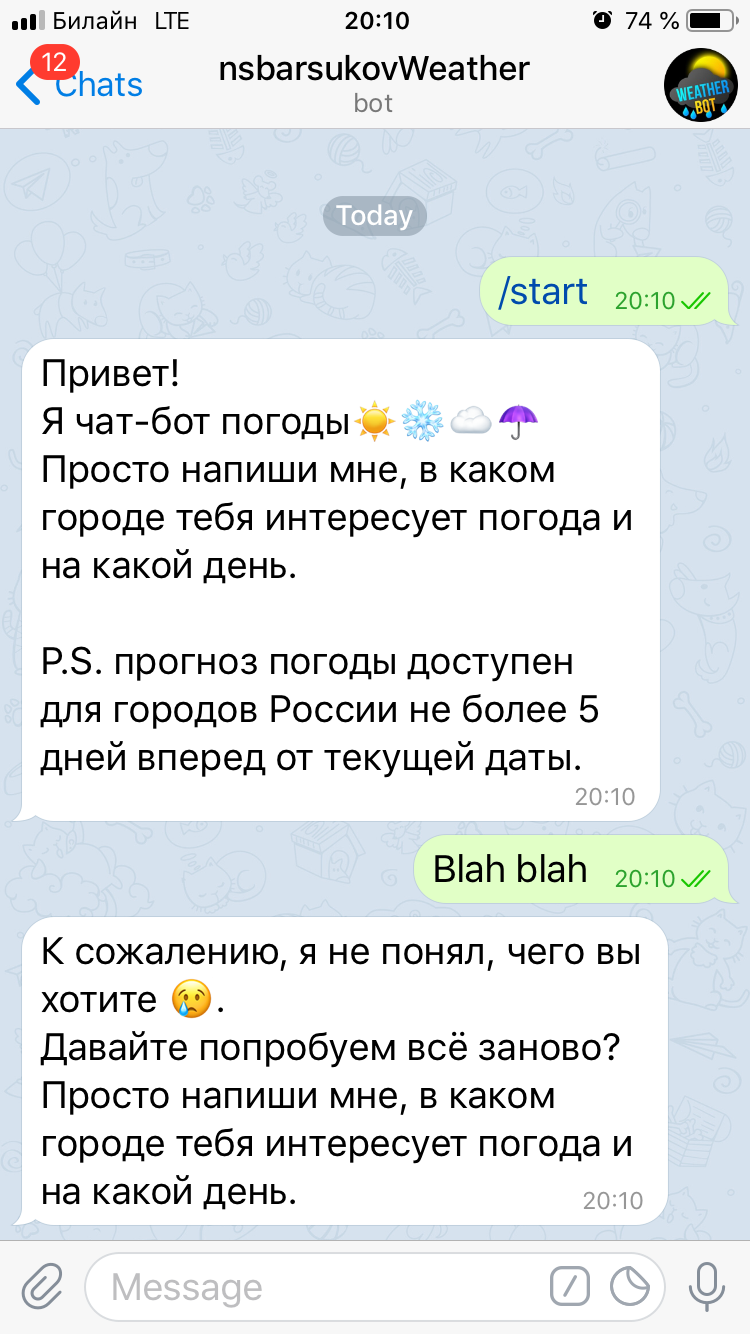 Билайн LTE 20:10 74 %
12
Chats
nsbarsukovWeather
bot
WEATHER
BOT
Today
/start 20:10
Привет!
Я чат-бот погоды☀️❄️☁️☂️
Просто напиши мне, в каком
городе тебя интересует погода и
на какой день.
P.S. прогноз погоды доступен
для городов России не более 5
дней вперед от текущей даты.
20:10
Blah blah 20:10
К сожалению, я не понял, чего вы
хотите 😢.
Давайте попробуем всё заново?
Просто напиши мне, в каком
городе тебя интересует погода и
на какой день.
20:10
Message